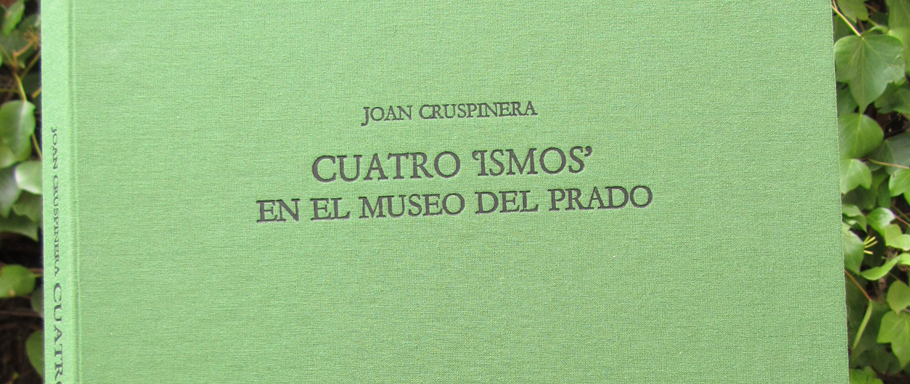 JOAN CRUSPINERA
CUATRO 'ISMOS'
EN EL MUSEO DEL PRADO
JOAN CRUSPINERA CUATRO